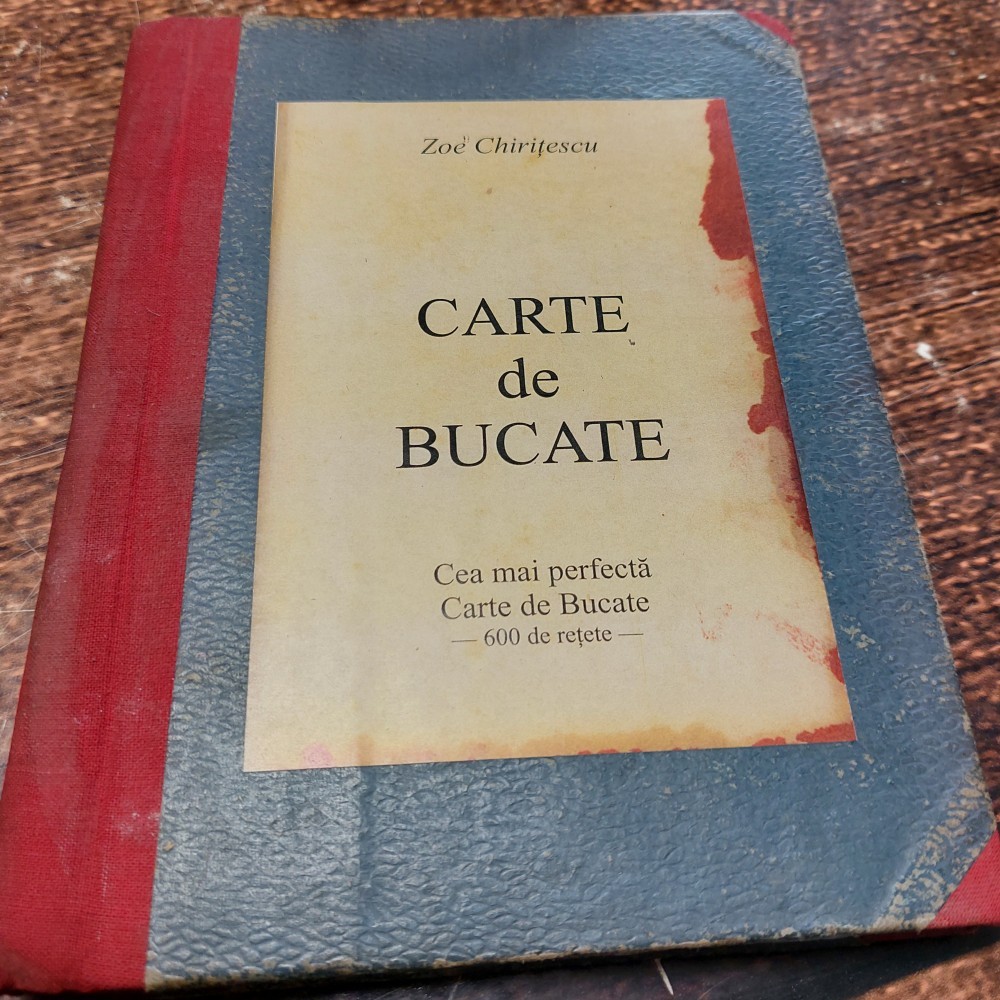 Zoe Chirițescu
CARTE
de
BUCATE
Cea mai perfectă
Carte de Bucate
— 600 de rețete —